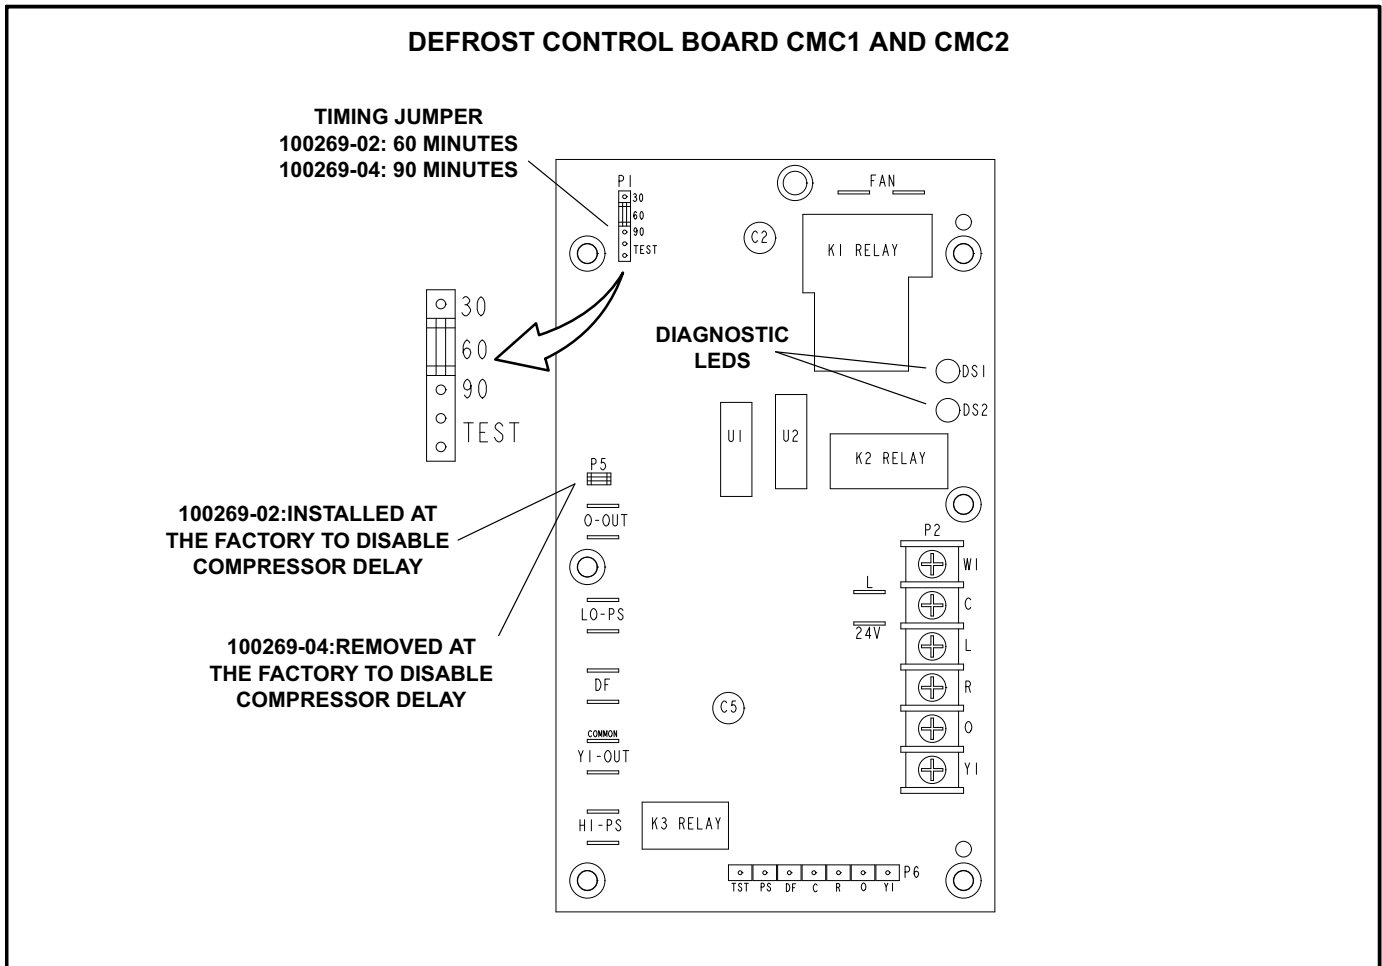 DEFROST CONTROL BOARD CMC1 AND CMC2
TIMING JUMPER
100269-02: 60 MINUTES
100269-04: 90 MINUTES
P1
30
60
90
TEST
FAN
C2
K1 RELAY
30
60
90
TEST
DIAGNOSTIC
LEDS
DS1
DS2
U1
U2
K2 RELAY
P5
100269-02:INSTALLED AT
THE FACTORY TO DISABLE
COMPRESSOR DELAY
O-OUT
P2
W1
C
L
R
O
Y1
L
24V
LO-PS
100269-04:REMOVED AT
THE FACTORY TO DISABLE
COMPRESSOR DELAY
DF
C5
COMMON
Y1-OUT
HI-PS
K3 RELAY
P6
TST PS DF C R O Y1